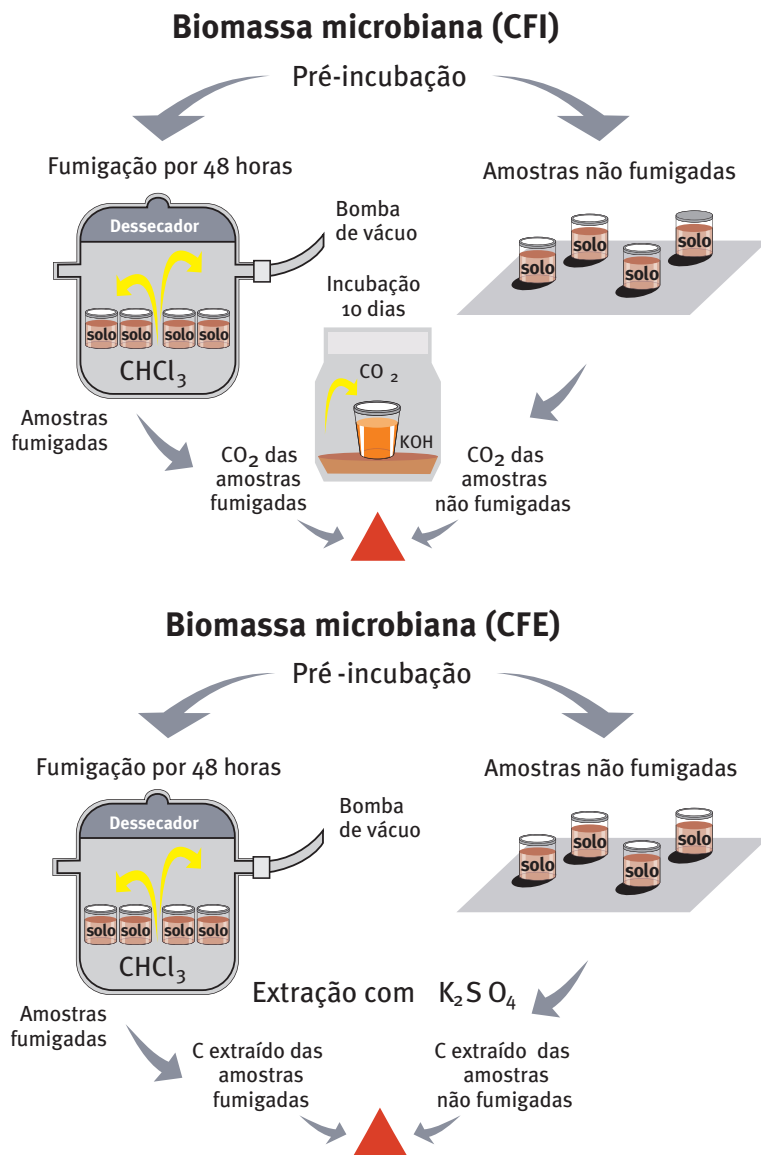 Biomassa microbiana (CFI)
Pré-incubação
Fumigação por 48 horas
Amostras não fumigadas
Dessecador
Bomba
de vácuo
solo
solo
solo
solo
solo
solo
solo
solo
CHCl3
Incubação
10 dias
CO 2
KOH
Amostras
fumigadas
CO2 das
amostras
fumigadas
CO2 das
amostras
não fumigadas
Biomassa microbiana (CFE)
Pré -incubação
Fumigação por 48 horas
Amostras não fumigadas
Dessecador
Bomba
de vácuo
solo
solo
solo
solo
solo
solo
solo
solo
CHCl3
Extração com K2S O4
Amostras
fumigadas
C extraído das
amostras
fumigadas
C extraído das
amostras
não fumigadas